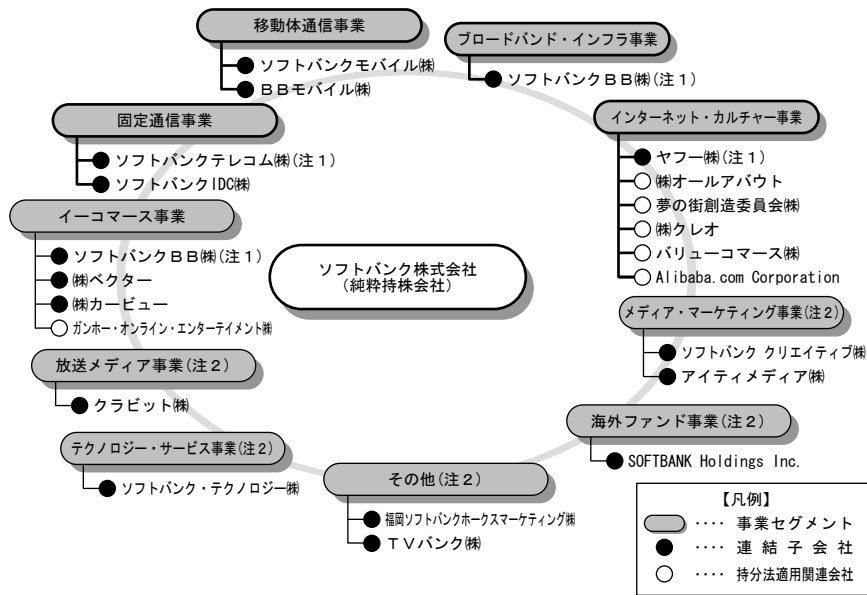 移動体通信事業
ソフトバンクモバイル㈱
BBモバイル㈱
ブロードバンド・インフラ事業
ソフトバンクBB㈱(注1)
固定通信事業
ソフトバンクテレコム㈱(注1)
ソフトバンクIDC㈱
インターネット・カルチャー事業
ヤフー㈱(注1)
㈱オールアバウト
夢の街創造委員会㈱
㈱クレオ
バリューコマース㈱
Alibaba.com Corporation
イーコマース事業
ソフトバンクBB㈱(注1)
㈱ベクター
㈱カービュー
ガンホー・オンライン・エンターテイメント㈱
ソフトバンク株式会社
(純粋持株会社)
メディア・マーケティング事業(注2)
ソフトバンク クリエイティブ㈱
アイティメディア㈱
放送メディア事業(注2)
クラビット㈱
海外ファンド事業(注2)
SOFTBANK Holdings Inc.
テクノロジー・サービス事業(注2)
ソフトバンク・テクノロジー㈱
その他(注2)
福岡ソフトバンクホークスマーケティング㈱
TVバンク㈱
【凡例】
‥‥ 事業セグメント
‥‥ 連結子会社
‥‥ 持分法適用関連会社